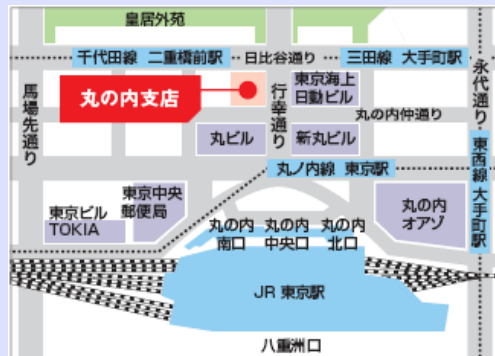 皇居外苑
千代田線 二重橋前駅
日比谷通り
三田線 大手町駅
馬場先通り
丸の内支店
行幸通り
東京海上
日動ビル
永代通り
丸の内仲通り
丸ビル
新丸ビル
東西線 大手町駅
丸ノ内線 東京駅
東京ビル
TOKIA
東京中央
郵便局
丸の内
南口
丸の内
中央口
丸の内
北口
丸の内
オアゾ
JR 東京駅
八重洲口